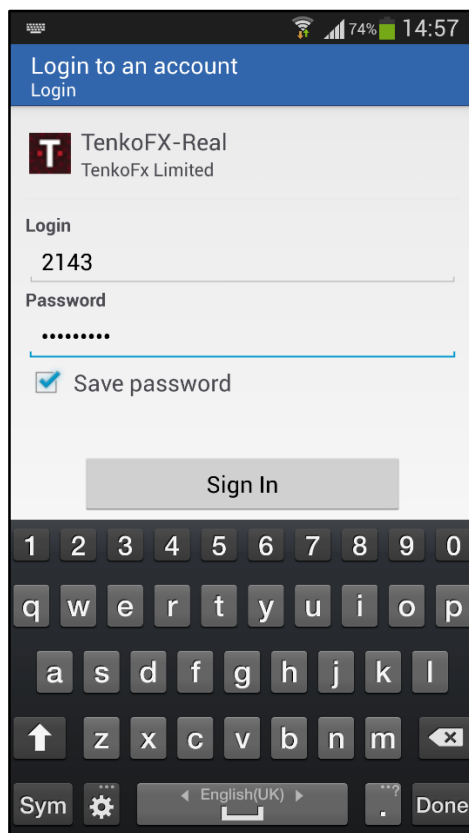 74% 14:57
Login to an account
Login
T
TenkoFX-Real
TenkoFx Limited
Login
2143
Password
•••••••••
Save password
Sign In
1 2 3 4 5 6 7 8 9 0
q w e r t y u i o p
a s d f g h j k l
z x c v b n m
Sym English(UK) ...? . Done